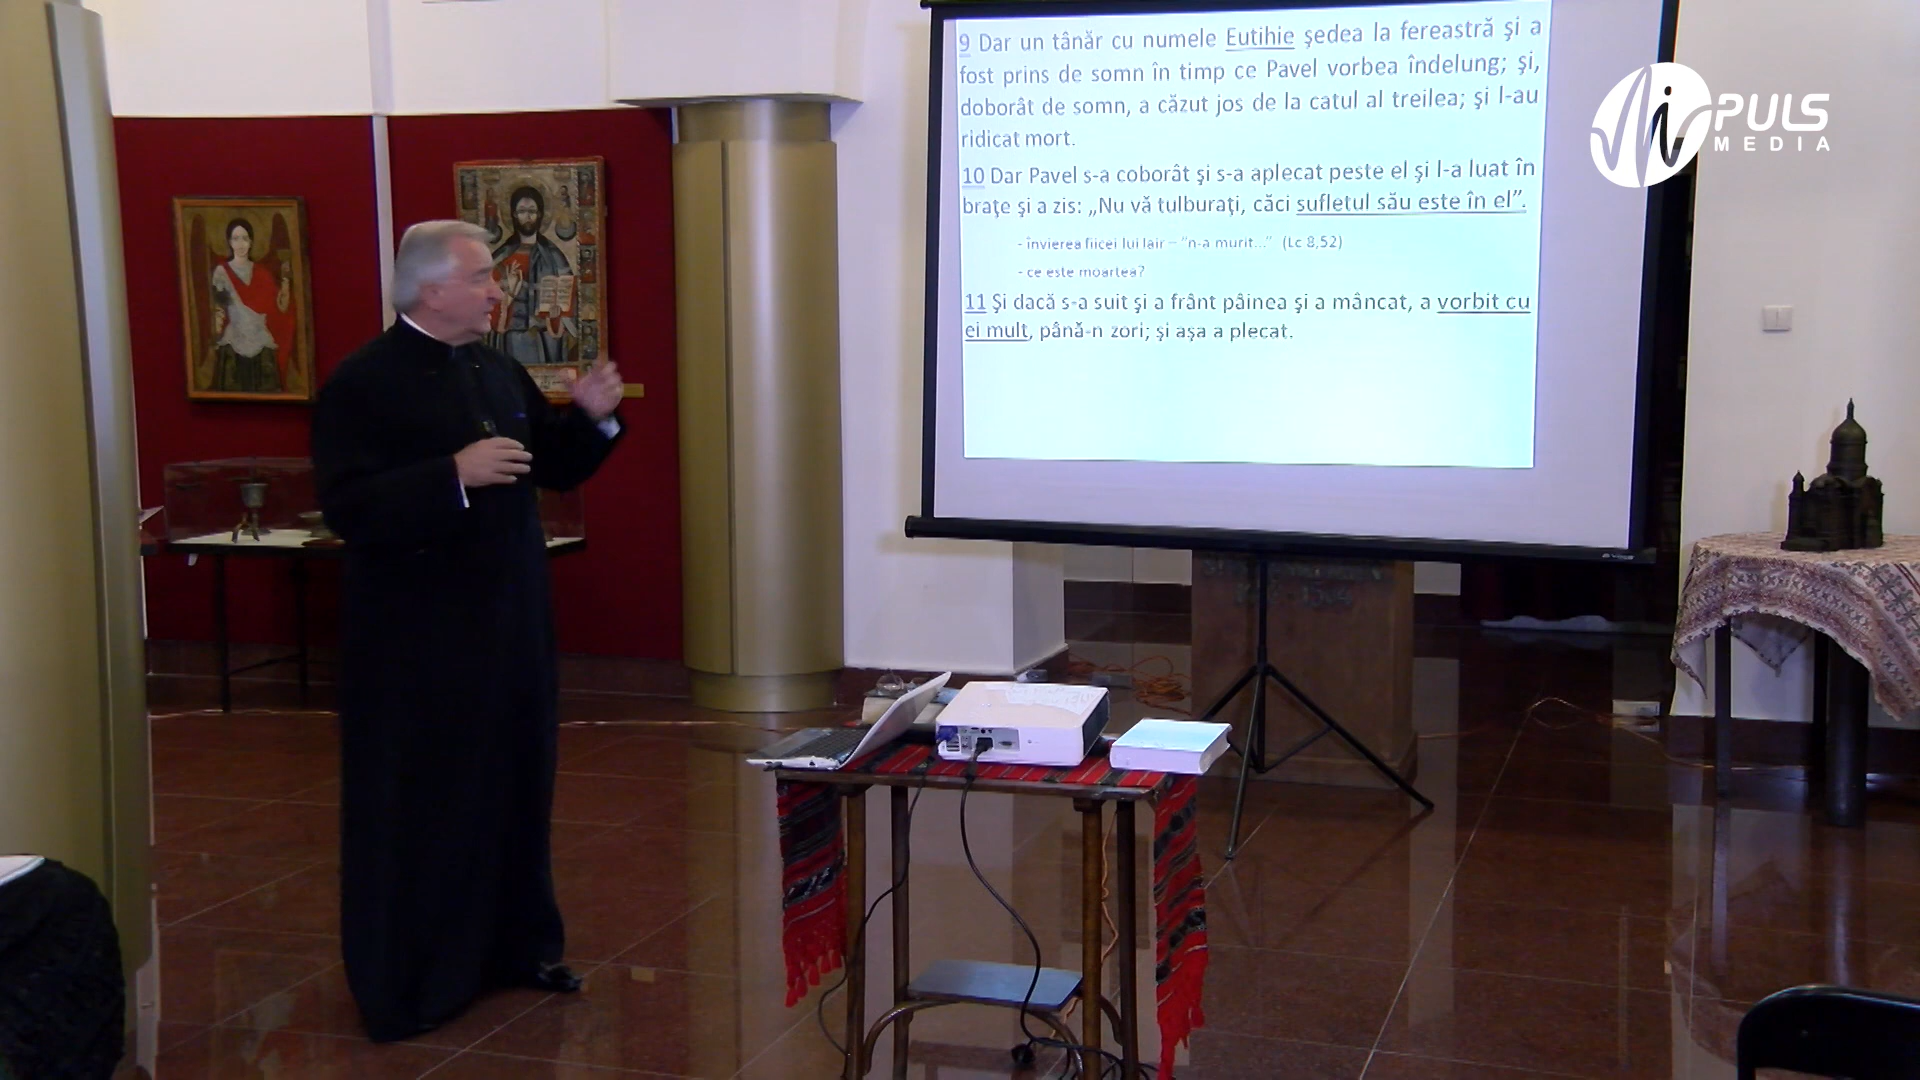 9 Dar un tânăr cu numele Eutihie şedea la fereastră şi a
fost prins de somn în timp ce Pavel vorbea îndelung; şi,
doborât de somn, a căzut jos de la catul al treilea; şi l-au
ridicat mort.
10 Dar Pavel s-a coborât şi s-a aplecat peste el şi l-a luat în
braţe şi a zis: „Nu vă tulburaţi, căci sufletul său este în el”.
- învierea fiicei lui Iair – ”n-a murit...” (Lc 8,52)
- ce este moartea?
11 Şi dacă s-a suit şi a frânt pâinea şi a mâncat, a vorbit cu
ei mult, până-n zori; şi aşa a plecat.
iMPULS
MEDIA